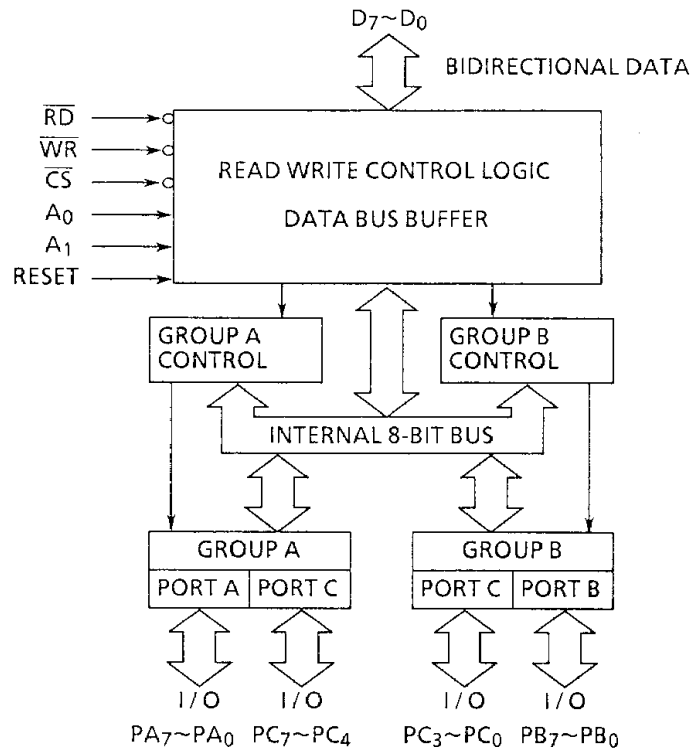 D7~D0
BIDIRECTIONAL DATA
RD
WR
CS
A0
A1
RESET
READ WRITE CONTROL LOGIC
DATA BUS BUFFER
GROUP A
CONTROL
GROUP B
CONTROL
INTERNAL 8-BIT BUS
GROUP A
PORT A PORT C
GROUP B
PORT C PORT B
I/O I/O I/O I/O
PA7~PA0 PC7~PC4 PC3~PC0 PB7~PB0